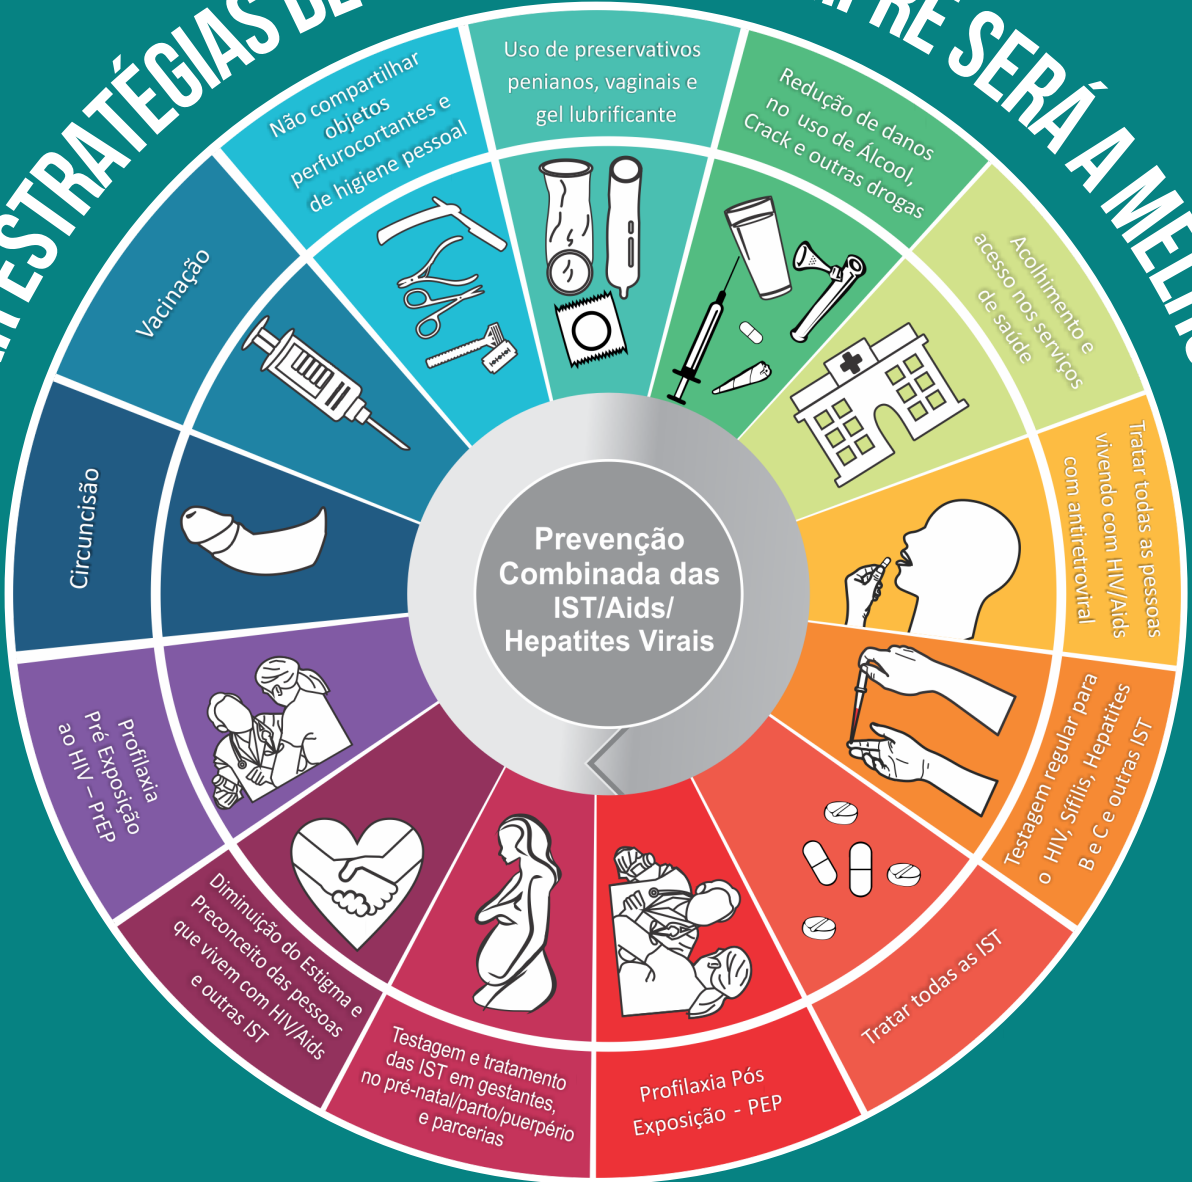 ESTRATÉGIAS DE
SERÁ A
Prevenção
Combinada das
IST/Aids/
Hepatites Virais
Uso de preservativos
penianos, vaginais e
gel lubrificante
Redução de danos
no uso de Álcool,
Crack e outras drogas
Acolhimento e
acesso nos serviços
de saúde
Tratar todas as pessoas
vivendo com HIV/Aids
com antiretroviral
Testagem regular para
o HIV, Sífilis, Hepatites
B e C e outras IST
Tratar todas as IST
Profilaxia Pós
Exposição - PEP
Testagem e tratamento
das IST em gestantes,
no pré-natal/parto/puerpério
e parcerias
Diminuição do Estigma e
Preconceito das pessoas
que vivem com HIV/Aids
e outras IST
Profilaxia
Pré Exposição
ao HIV – PrEP
Circuncisão
Vacinação
Não compartilhar
objetos
perfurocortantes e
de higiene pessoal